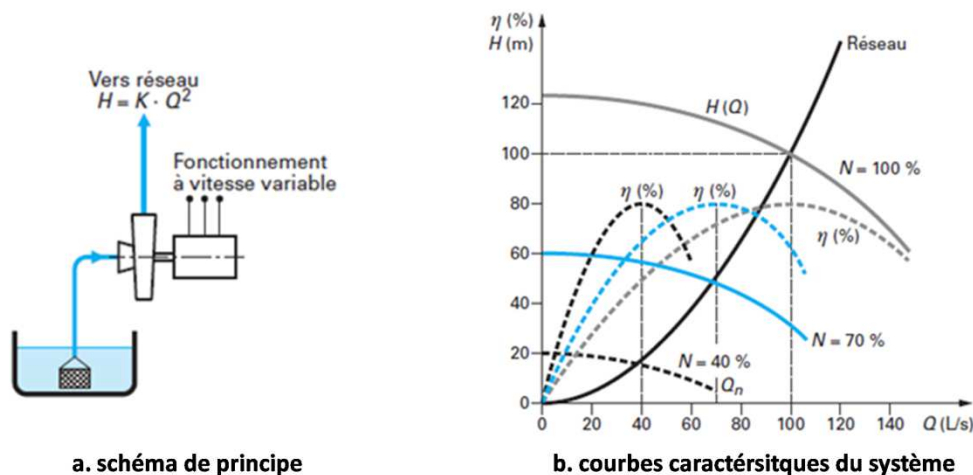 Vers réseau
H = K · Q²
Fonctionnement
à vitesse variable
a. schéma de principe
η (%)
H (m)
Réseau
120
H (Q)
100
N = 100 %
80
η (%)
η (%)
η (%)
60
40
N = 70 %
20
N = 40 %
Qn
0
0 20 40 60 80 100 120 140 Q (L/s)
b. courbes caractérsitques du système